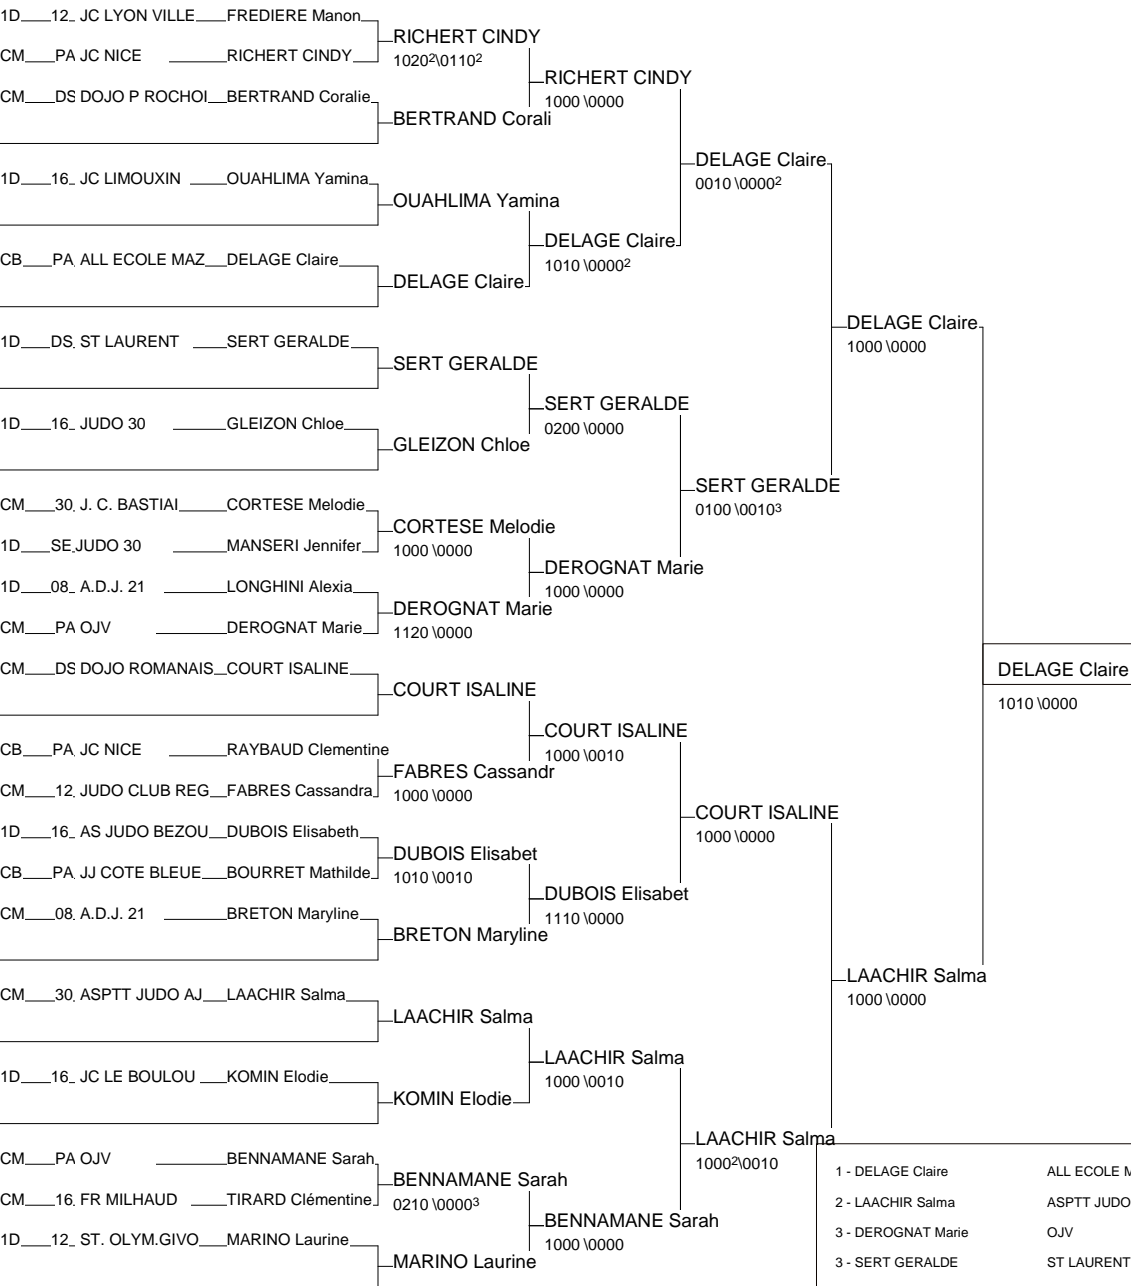 1D 12 JC LYON VILLE FREDIERE Manon
CM PA JC NICE RICHERT CINDY
CM DS DOJO P ROCHOI BERTRAND Coralie
1D 16 JC LIMOUXIN OUAHLIMA Yamina
CB PA ALL ECOLE MAZ DELAGE Claire
1D DS ST LAURENT SERT GERALDE
1D 16 JUDO 30 GLEIZON Chloe
CM 30 J. C. BASTIAI CORTESE Melodie
1D SE JUDO 30 MANSERI Jennifer
1D 08 A.D.J. 21 LONGHINI Alexia
CM PA OJV DEROGNAT Marie
CM DS DOJO ROMANAIS COURT ISALINE
CB PA JC NICE RAYBAUD Clementine
CM 12 JUDO CLUB REG FABRES Cassandra
1D 16 AS JUDO BEZOU DUBOIS Elisabeth
CB PA JJ COTE BLEUE BOURRET Mathilde
CM 08 A.D.J. 21 BRETON Maryline
CM 30 ASPTT JUDO AJ LAACHIR Salma
1D 16 JC LE BOULOU KOMIN Elodie
CM PA OJV BENNAMANE Sarah
CM 16 FR MILHAUD TIRARD Clémentine
1D 12 ST. OLYM.GIVO MARINO Laurine
RICHERT CINDY
1020²\0110²
BERTRAND Corali
OUAHLIMA Yamina
DELAGE Claire
SERT GERALDE
GLEIZON Chloe
CORTESE Melodie
1000 \0000
DEROGNAT Marie
1120 \0000
COURT ISALINE
FABRES Cassandr
1000 \0000
DUBOIS Elisabet
1010 \0010
BRETON Maryline
LAACHIR Salma
KOMIN Elodie
BENNAMANE Sarah
0210 \0000³
MARINO Laurine
RICHERT CINDY
1000 \0000
DELAGE Claire
1010 \0000²
SERT GERALDE
0200 \0000
DEROGNAT Marie
1000 \0000
COURT ISALINE
1000 \0010
DUBOIS Elisabet
1110 \0000
LAACHIR Salma
1000 \0010
BENNAMANE Sarah
1000 \0000
DELAGE Claire
0010 \0000²
SERT GERALDE
0100 \0010³
COURT ISALINE
1000 \0000
LAACHIR Salma
1000²\0010
DELAGE Claire
1000 \0000
LAACHIR Salma
1000 \0000
DELAGE Claire
1010 \0000
1 - DELAGE Claire ALL ECOLE M
2 - LAACHIR Salma ASPTT JUDO
3 - DEROGNAT Marie OJV
3 - SERT GERALDE ST LAURENT